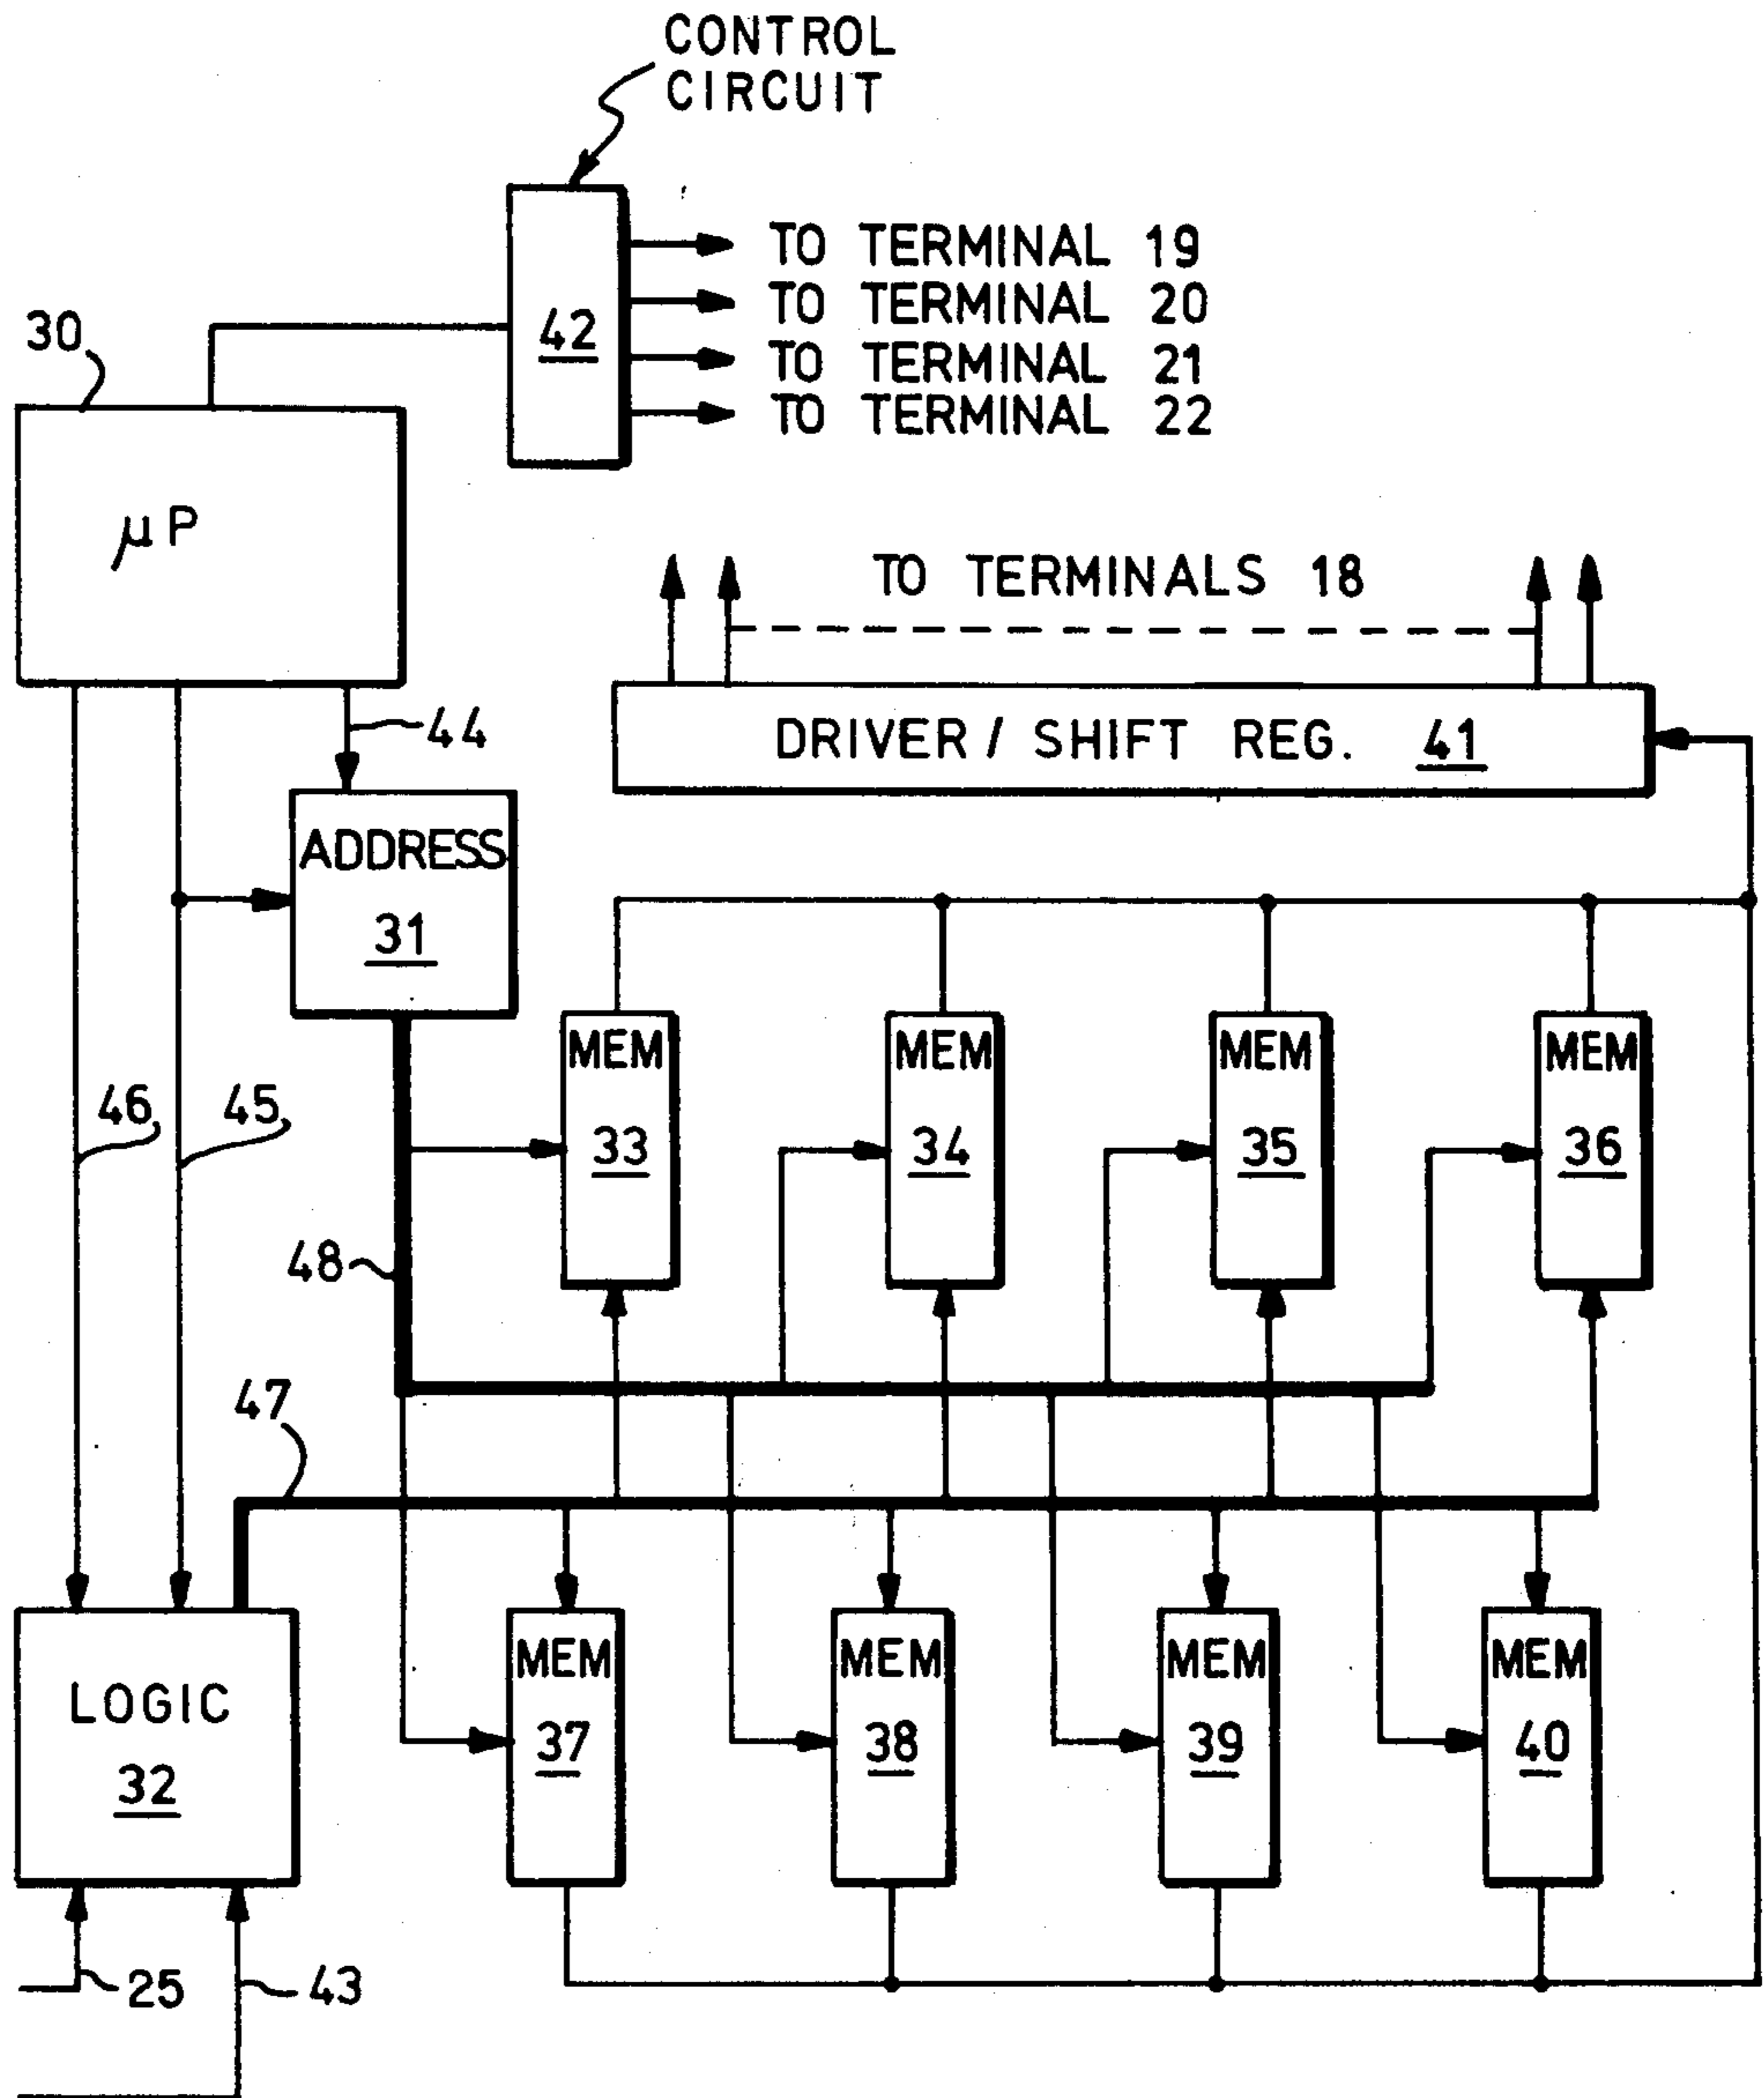 CONTROL
CIRCUIT
TO TERMINAL 19
TO TERMINAL 20
TO TERMINAL 21
TO TERMINAL 22
42
30
µP
TO TERMINALS 18
44
DRIVER / SHIFT REG. 41
ADDRESS
31
MEM
33
MEM
34
MEM
35
MEM
36
46
45
48
47
LOGIC
32
MEM
37
MEM
38
MEM
39
MEM
40
25
43